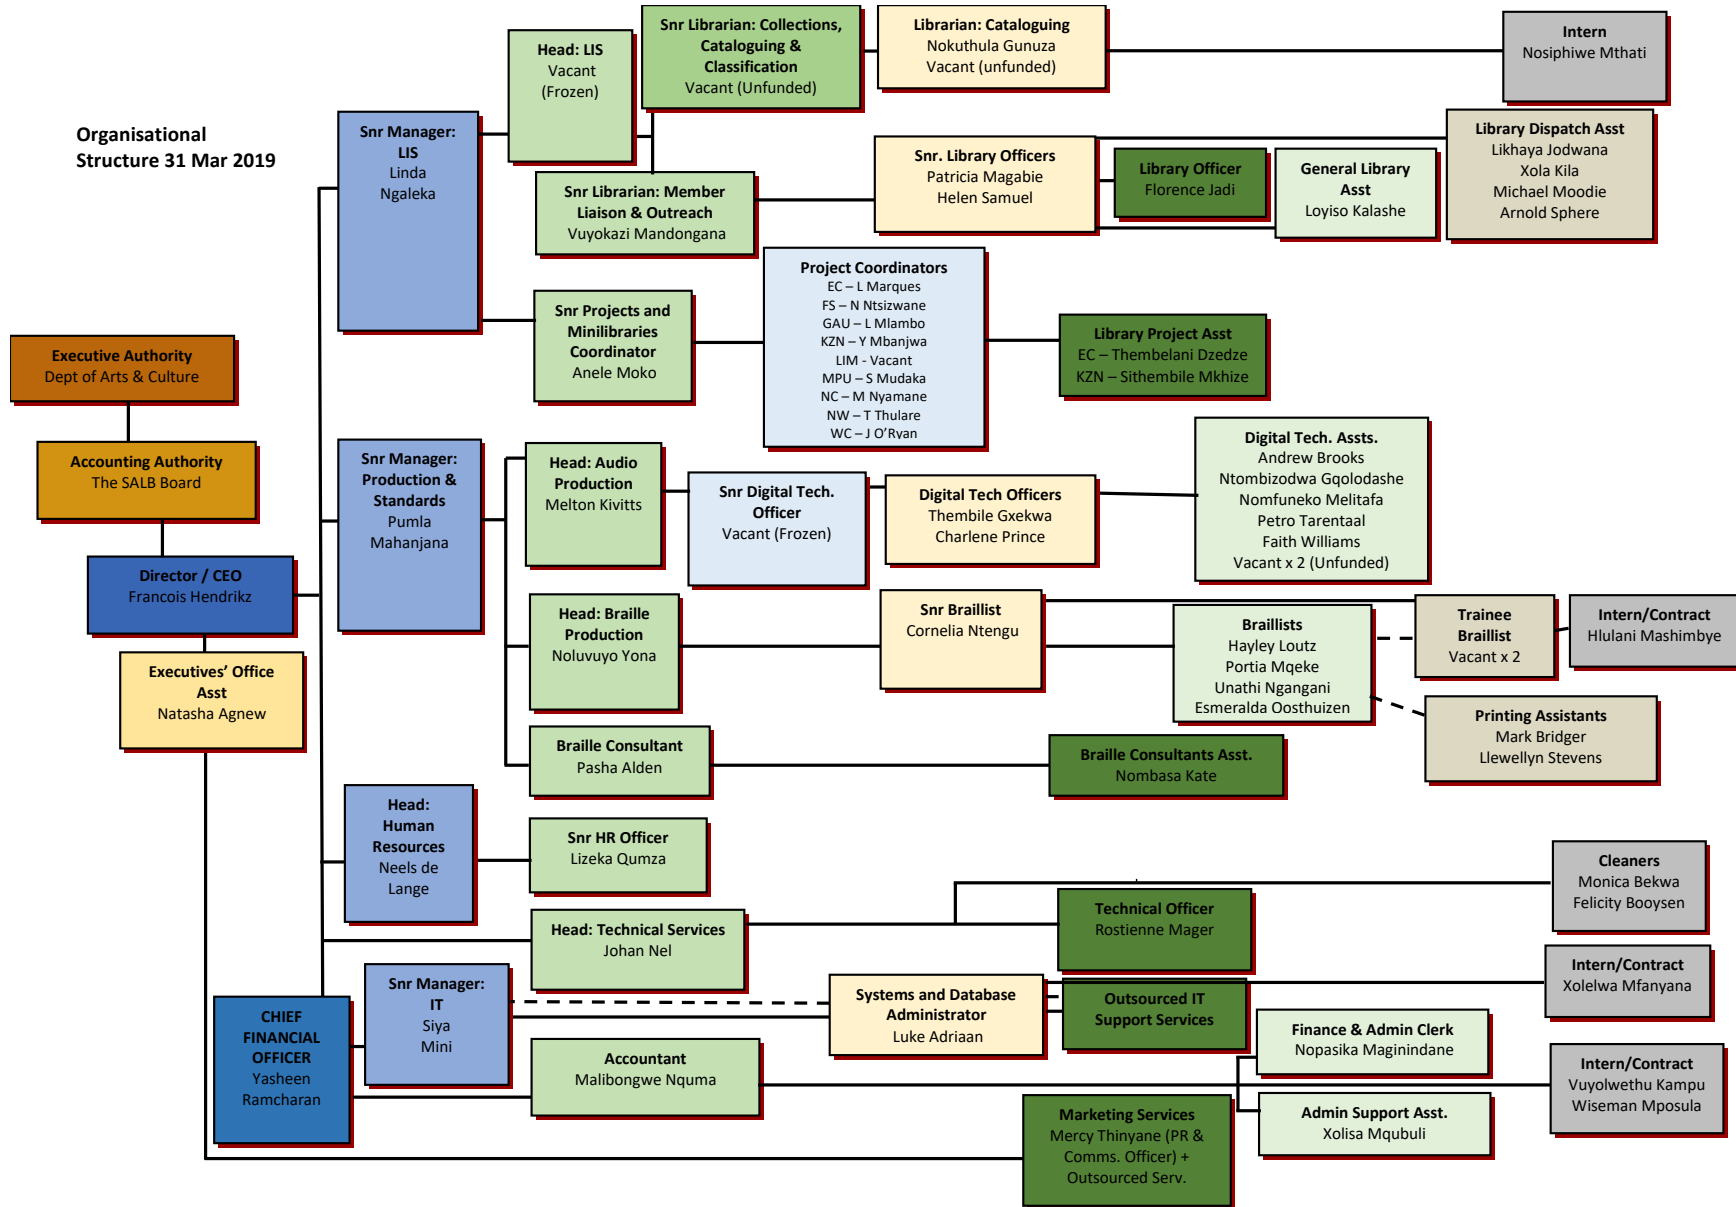 Organisational
Structure 31 Mar 2019
Executive Authority
Dept of Arts & Culture
Accounting Authority
The SALB Board
Director / CEO
Francois Hendrikz
Executives’ Office
Asst
Natasha Agnew
Snr Manager:
LIS
Linda
Ngaleka
Head: LIS
Vacant
(Frozen)
Snr Librarian: Collections,
Cataloguing &
Classification
Vacant (Unfunded)
Librarian: Cataloguing
Nokuthula Gunuza
Vacant (unfunded)
Intern
Nosiphiwe Mthati
Snr Librarian: Member
Liaison & Outreach
Vuyokazi Mandongana
Snr. Library Officers
Patricia Magabie
Helen Samuel
Library Officer
Florence Jadi
General Library
Asst
Loyiso Kalashe
Library Dispatch Asst
Likhaya Jodwana
Xola Kila
Michael Moodie
Arnold Sphere
Snr Projects and
Minilibraries
Coordinator
Anele Moko
Project Coordinators
EC – L Marques
FS – N Ntsizwane
GAU – L Mlambo
KZN – Y Mbanjwa
LIM - Vacant
MPU – S Mudaka
NC – M Nyamane
NW – T Thulare
WC – J O’Ryan
Library Project Asst
EC – Thembelani Dzedze
KZN – Sithembile Mkhize
Snr Manager:
Production &
Standards
Pumla
Mahanjana
Head: Audio
Production
Melton Kivitts
Snr Digital Tech.
Officer
Vacant (Frozen)
Digital Tech Officers
Thembile Gxekwa
Charlene Prince
Digital Tech. Assts.
Andrew Brooks
Ntombizodwa Gqolodashe
Nomfuneko Melitafa
Petro Tarentaal
Faith Williams
Vacant x 2 (Unfunded)
Head: Braille
Production
Noluvuyo Yona
Snr Braillist
Cornelia Ntengu
Braillists
Hayley Loutz
Portia Mqeke
Unathi Ngangani
Esmeralda Oosthuizen
Trainee
Braillist
Vacant x 2
Intern/Contract
Hlulani Mashimbye
Printing Assistants
Mark Bridger
Llewellyn Stevens
Braille Consultant
Pasha Alden
Braille Consultants Asst.
Nombasa Kate
Head:
Human
Resources
Neels de
Lange
Snr HR Officer
Lizeka Qumza
Head: Technical Services
Johan Nel
Technical Officer
Rostienne Mager
Cleaners
Monica Bekwa
Felicity Booysen
CHIEF
FINANCIAL
OFFICER
Yasheen
Ramcharan
Snr Manager:
IT
Siya
Mini
Systems and Database
Administrator
Luke Adriaan
Outsourced IT
Support Services
Intern/Contract
Xolelwa Mfanyana
Accountant
Malibongwe Nquma
Finance & Admin Clerk
Nopasika Maginindane
Admin Support Asst.
Xolisa Mqubuli
Intern/Contract
Vuyolwethu Kampu
Wiseman Mposula
Marketing Services
Mercy Thinyane (PR &
Comms. Officer) +
Outsourced Serv.